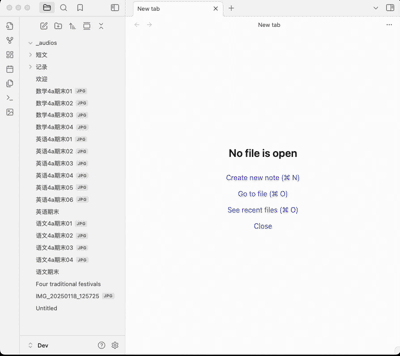 New tab
New tab
_audios
短文
记录
欢迎
数学4a期末01 JPG
数学4a期末02 JPG
数学4a期末03 JPG
数学4a期末04 JPG
英语4a期末01 JPG
英语4a期末02 JPG
英语4a期末03 JPG
英语4a期末04 JPG
英语4a期末05 JPG
英语4a期末06 JPG
英语期末
语文4a期末01 JPG
语文4a期末02 JPG
语文4a期末03 JPG
语文4a期末04 JPG
语文期末
Four traditional festivals
IMG_20250118_125725 JPG
Untitled
Dev
No file is open
Create new note (⌘ N)
Go to file (⌘ O)
See recent files (⌘ O)
Close